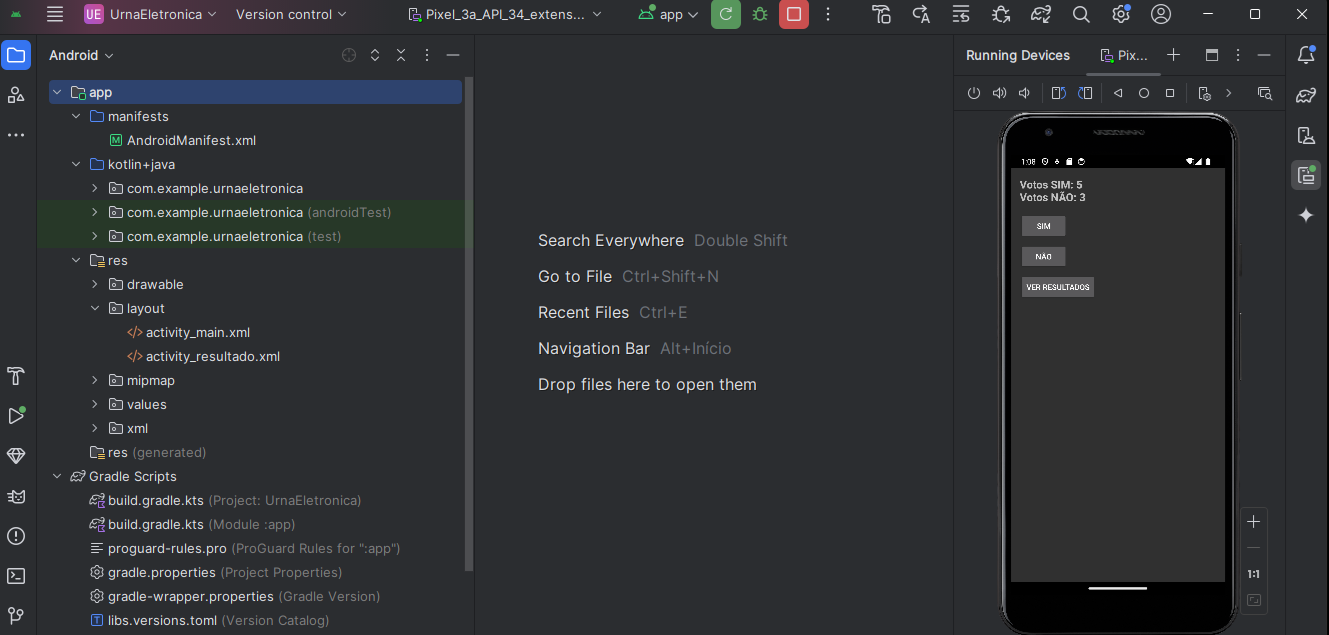 UE UrnaEletronica Version control Pixel_3a_API_34_extens... app
Android
app
manifests
AndroidManifest.xml
kotlin+java
com.example.urnaeletronica
com.example.urnaeletronica (androidTest)
com.example.urnaeletronica (test)
res
drawable
layout
activity_main.xml
activity_resultado.xml
mipmap
values
xml
res (generated)
Gradle Scripts
build.gradle.kts (Project: UrnaEletronica)
build.gradle.kts (Module :app)
proguard-rules.pro (ProGuard Rules for ":app")
gradle.properties (Project Properties)
gradle-wrapper.properties (Gradle Version)
libs.versions.toml (Version Catalog)
Search Everywhere Double Shift
Go to File Ctrl+Shift+N
Recent Files Ctrl+E
Navigation Bar Alt+Início
Drop files here to open them
Running Devices Pix...
1:08
Votos SIM: 5
Votos NÃO: 3
SIM
NÃO
VER RESULTADOS
1:1